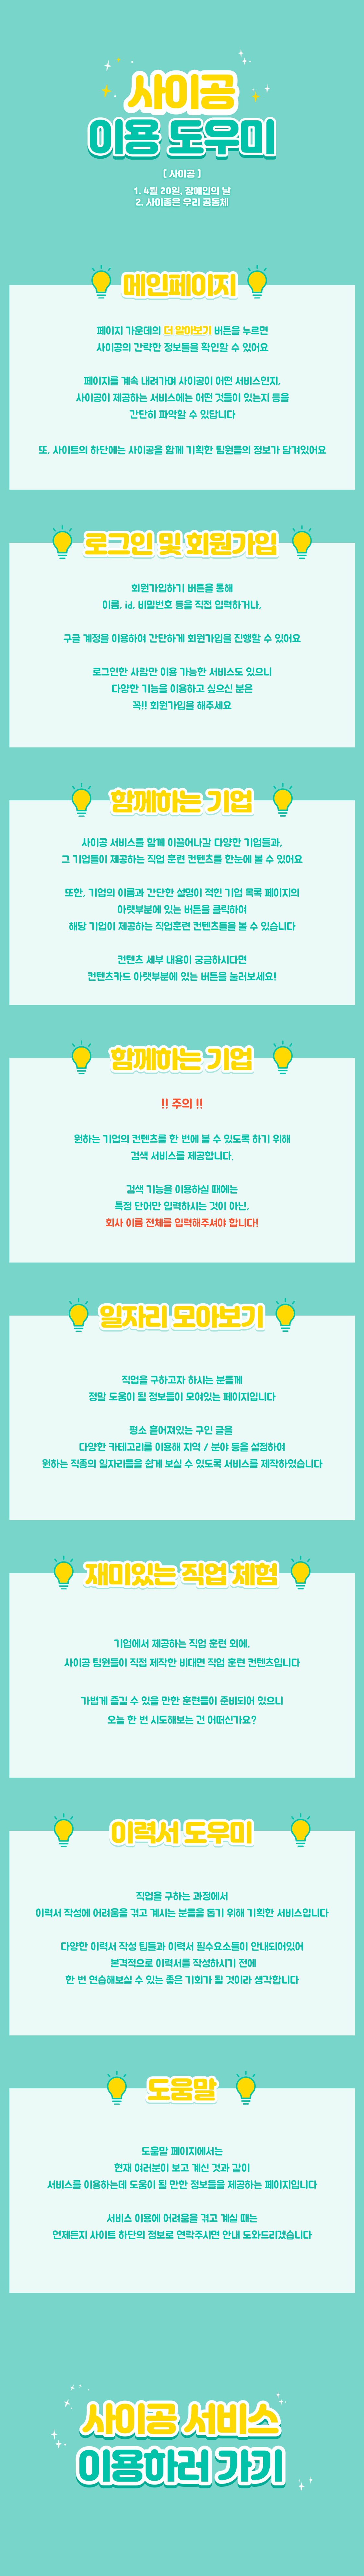 사이공
이용 도우미
[ 사이공 ]
1. 4월 20일, 장애인의 날
2. 사이좋은 우리 공동체
메인페이지
페이지 가운데의 더 알아보기 버튼을 누르면
사이공의 간략한 정보들을 확인할 수 있어요
페이지를 계속 내려가며 사이공이 어떤 서비스인지,
사이공이 제공하는 서비스에는 어떤 것들이 있는지 등을
간단히 파악할 수 있답니다
또, 사이트의 하단에는 사이공을 함께 기획한 팀원들의 정보가 담겨있어요
로그인 및 회원가입
회원가입하기 버튼을 통해
이름, id, 비밀번호 등을 직접 입력하거나,
구글 계정을 이용하여 간단하게 회원가입을 진행할 수 있어요
로그인한 사람만 이용 가능한 서비스도 있으니
다양한 기능을 이용하고 싶으신 분은
꼭!! 회원가입을 해주세요
함께하는 기업
사이공 서비스를 함께 이끌어나갈 다양한 기업들과,
그 기업들이 제공하는 직업 훈련 컨텐츠를 한눈에 볼 수 있어요
또한, 기업의 이름과 간단한 설명이 적힌 기업 목록 페이지의
아랫부분에 있는 버튼을 클릭하여
해당 기업이 제공하는 직업훈련 컨텐츠들을 볼 수 있습니다
컨텐츠 세부 내용이 궁금하시다면
컨텐츠카드 아랫부분에 있는 버튼을 눌러보세요!
함께하는 기업
!! 주의 !!
원하는 기업의 컨텐츠를 한 번에 볼 수 있도록 하기 위해
검색 서비스를 제공합니다.
검색 기능을 이용하실 때에는
특정 단어만 입력하시는 것이 아닌,
회사 이름 전체를 입력해주셔야 합니다!
일자리 모아보기
직업을 구하고자 하시는 분들께
정말 도움이 될 정보들이 모여있는 페이지입니다
평소 흩어져있는 구인 글을
다양한 카테고리를 이용해 지역 / 분야 등을 설정하여
원하는 직종의 일자리들을 쉽게 보실 수 있도록 서비스를 제작하였습니다
재미있는 직업 체험
기업에서 제공하는 직업 훈련 외에,
사이공 팀원들이 직접 제작한 비대면 직업 훈련 컨텐츠입니다
가볍게 즐길 수 있을 만한 훈련들이 준비되어 있으니
오늘 한 번 시도해보는 건 어떠신가요?
이력서 도우미
직업을 구하는 과정에서
이력서 작성에 어려움을 겪고 계시는 분들을 돕기 위해 기획한 서비스입니다
다양한 이력서 작성 팁들과 이력서 필수요소들이 안내되어있어
본격적으로 이력서를 작성하시기 전에
한 번 연습해보실 수 있는 좋은 기회가 될 것이라 생각합니다
도움말
도움말 페이지에서는
현재 여러분이 보고 계신 것과 같이
서비스를 이용하는데 도움이 될 만한 정보들을 제공하는 페이지입니다
서비스 이용에 어려움을 겪고 계실 때는
언제든지 사이트 하단의 정보로 연락주시면 안내 도와드리겠습니다
사이공 서비스
이용하러 가기